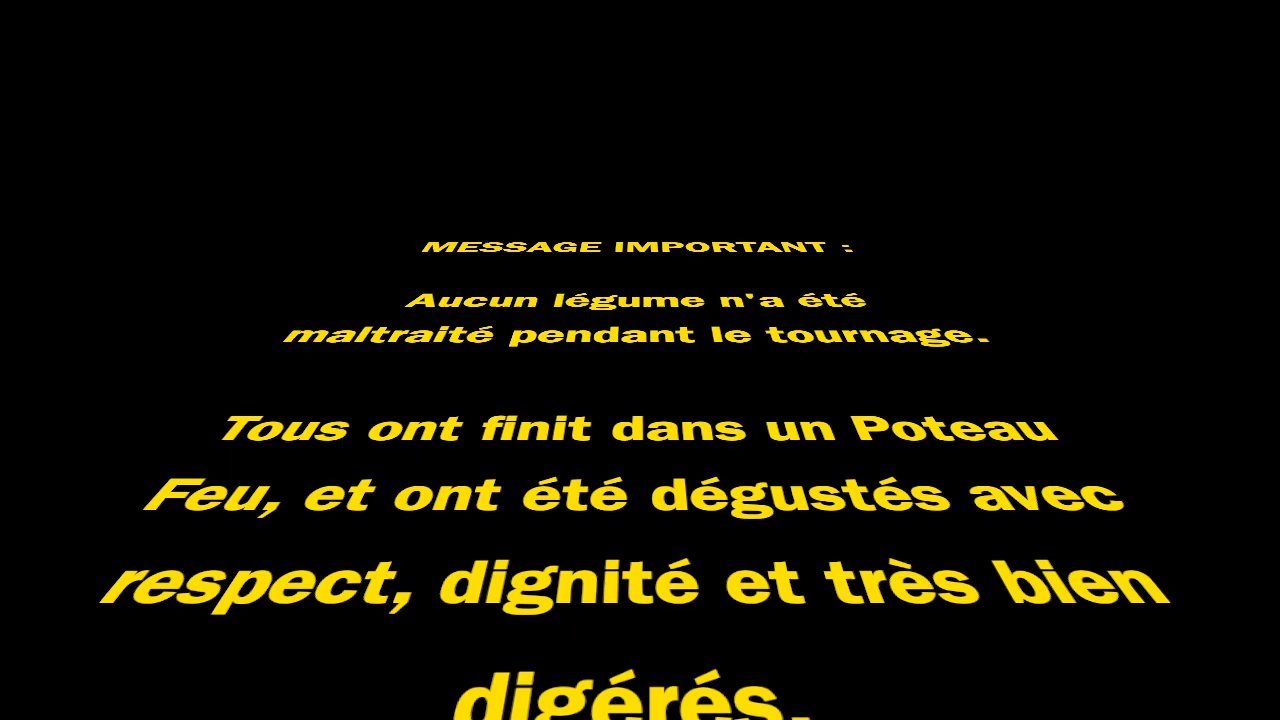 MESSAGE IMPORTANT :
Aucun légume n'a été
maltraité pendant le tournage.
Tous ont finit dans un Poteau
Feu, et ont été dégustés avec
respect, dignité et très bien
digérés.